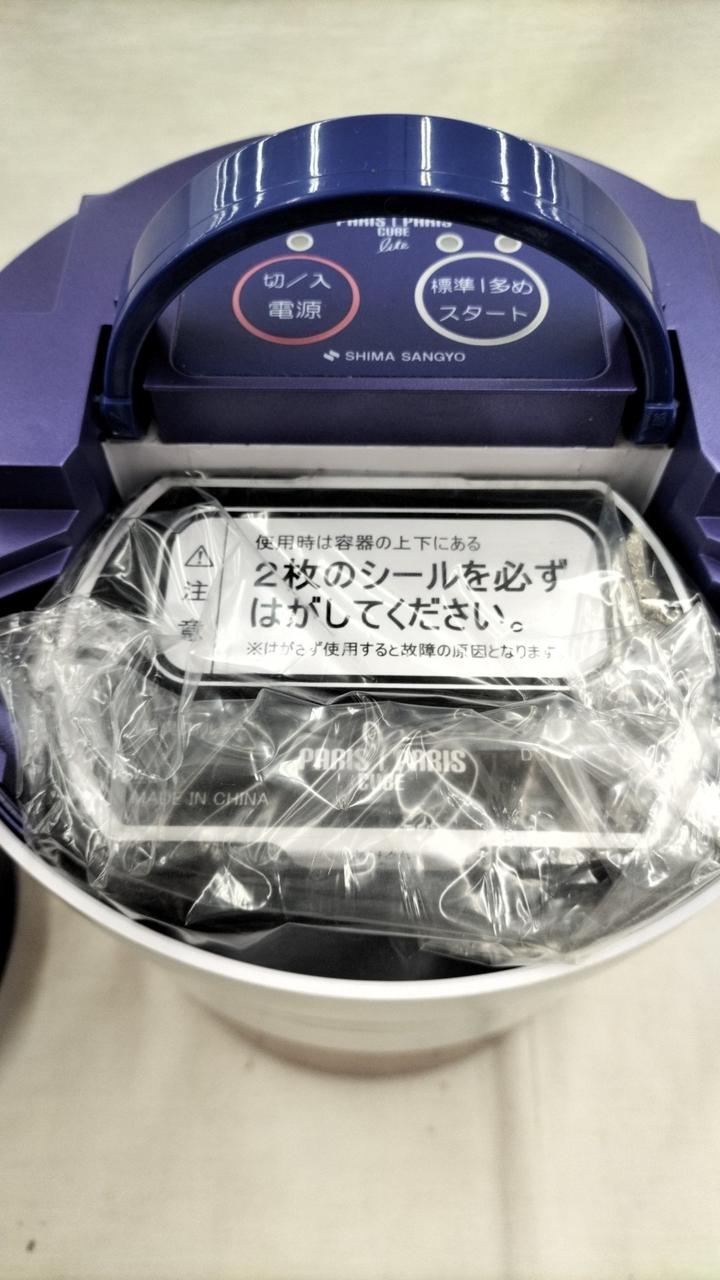 PARIS | PARIS
CUBE
lite
切／入
電源
標準|多め
スタート
SHIMA SANGYO
⚠
注
意
使用時は容器の上下にある
2枚のシールを必ず
はがしてください。
※はがさず使用すると故障の原因となります。
PARIS | PARIS
CUBE
MADE IN CHINA